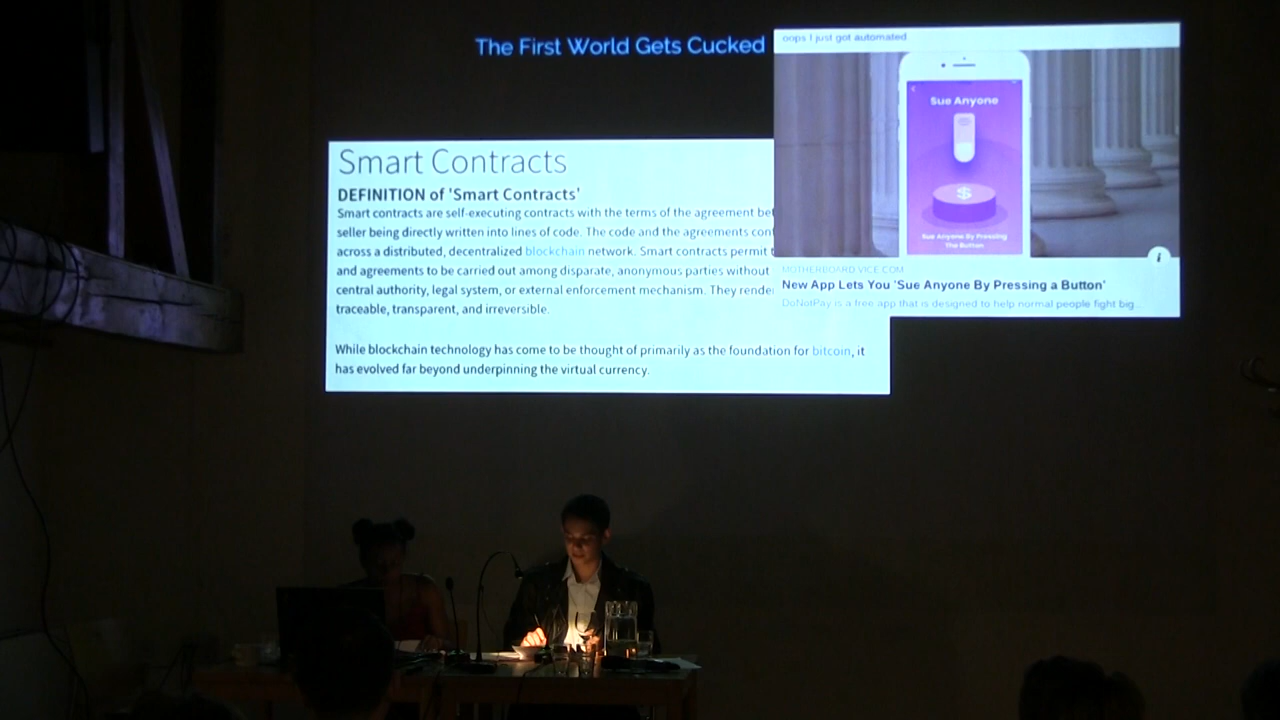 The First World Gets Cucked
oops I just got automated
Sue Anyone
$
Sue Anyone By Pressing
The Button
i
MOTHERBOARD.VICE.COM
New App Lets You 'Sue Anyone By Pressing a Button'
DoNotPay is a free app that is designed to help normal people fight big...
Smart Contracts
DEFINITION of 'Smart Contracts'
Smart contracts are self-executing contracts with the terms of the agreement
seller being directly written into lines of code. The code and the agreements
across a distributed, decentralized blockchain network. Smart contracts permit
and agreements to be carried out among disparate, anonymous parties without
central authority, legal system, or external enforcement mechanism. They
traceable, transparent, and irreversible.
While blockchain technology has come to be thought of primarily as the foundation for bitcoin, it
has evolved far beyond underpinning the virtual currency.